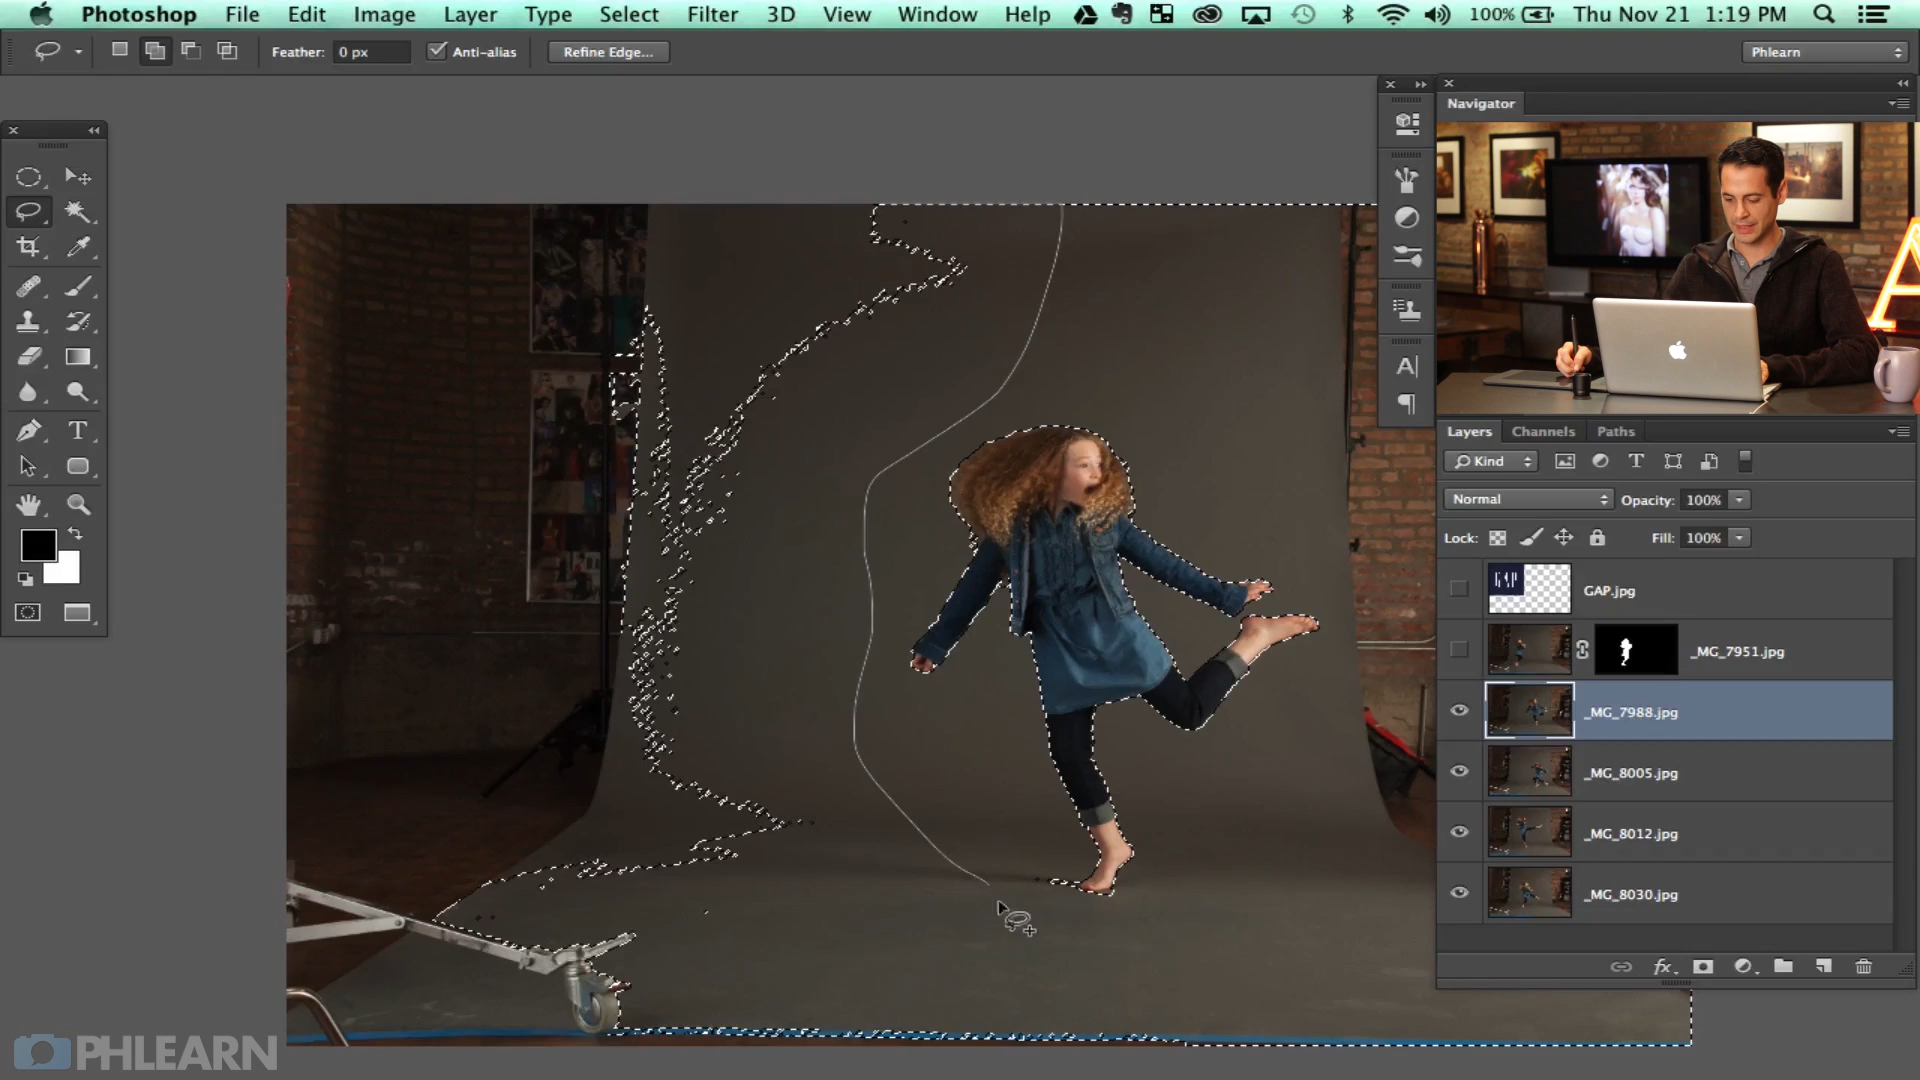 Photoshop File Edit Image Layer Type Select Filter 3D View Window Help 100% Thu Nov 21 1:19 PM
Feather: 0 px Anti-alias Refine Edge... Phlearn
Navigator
Layers Channels Paths
Kind
Normal Opacity: 100%
Lock: Fill: 100%
GAP.jpg
_MG_7951.jpg
_MG_7988.jpg
_MG_8005.jpg
_MG_8012.jpg
_MG_8030.jpg
PHLEARN